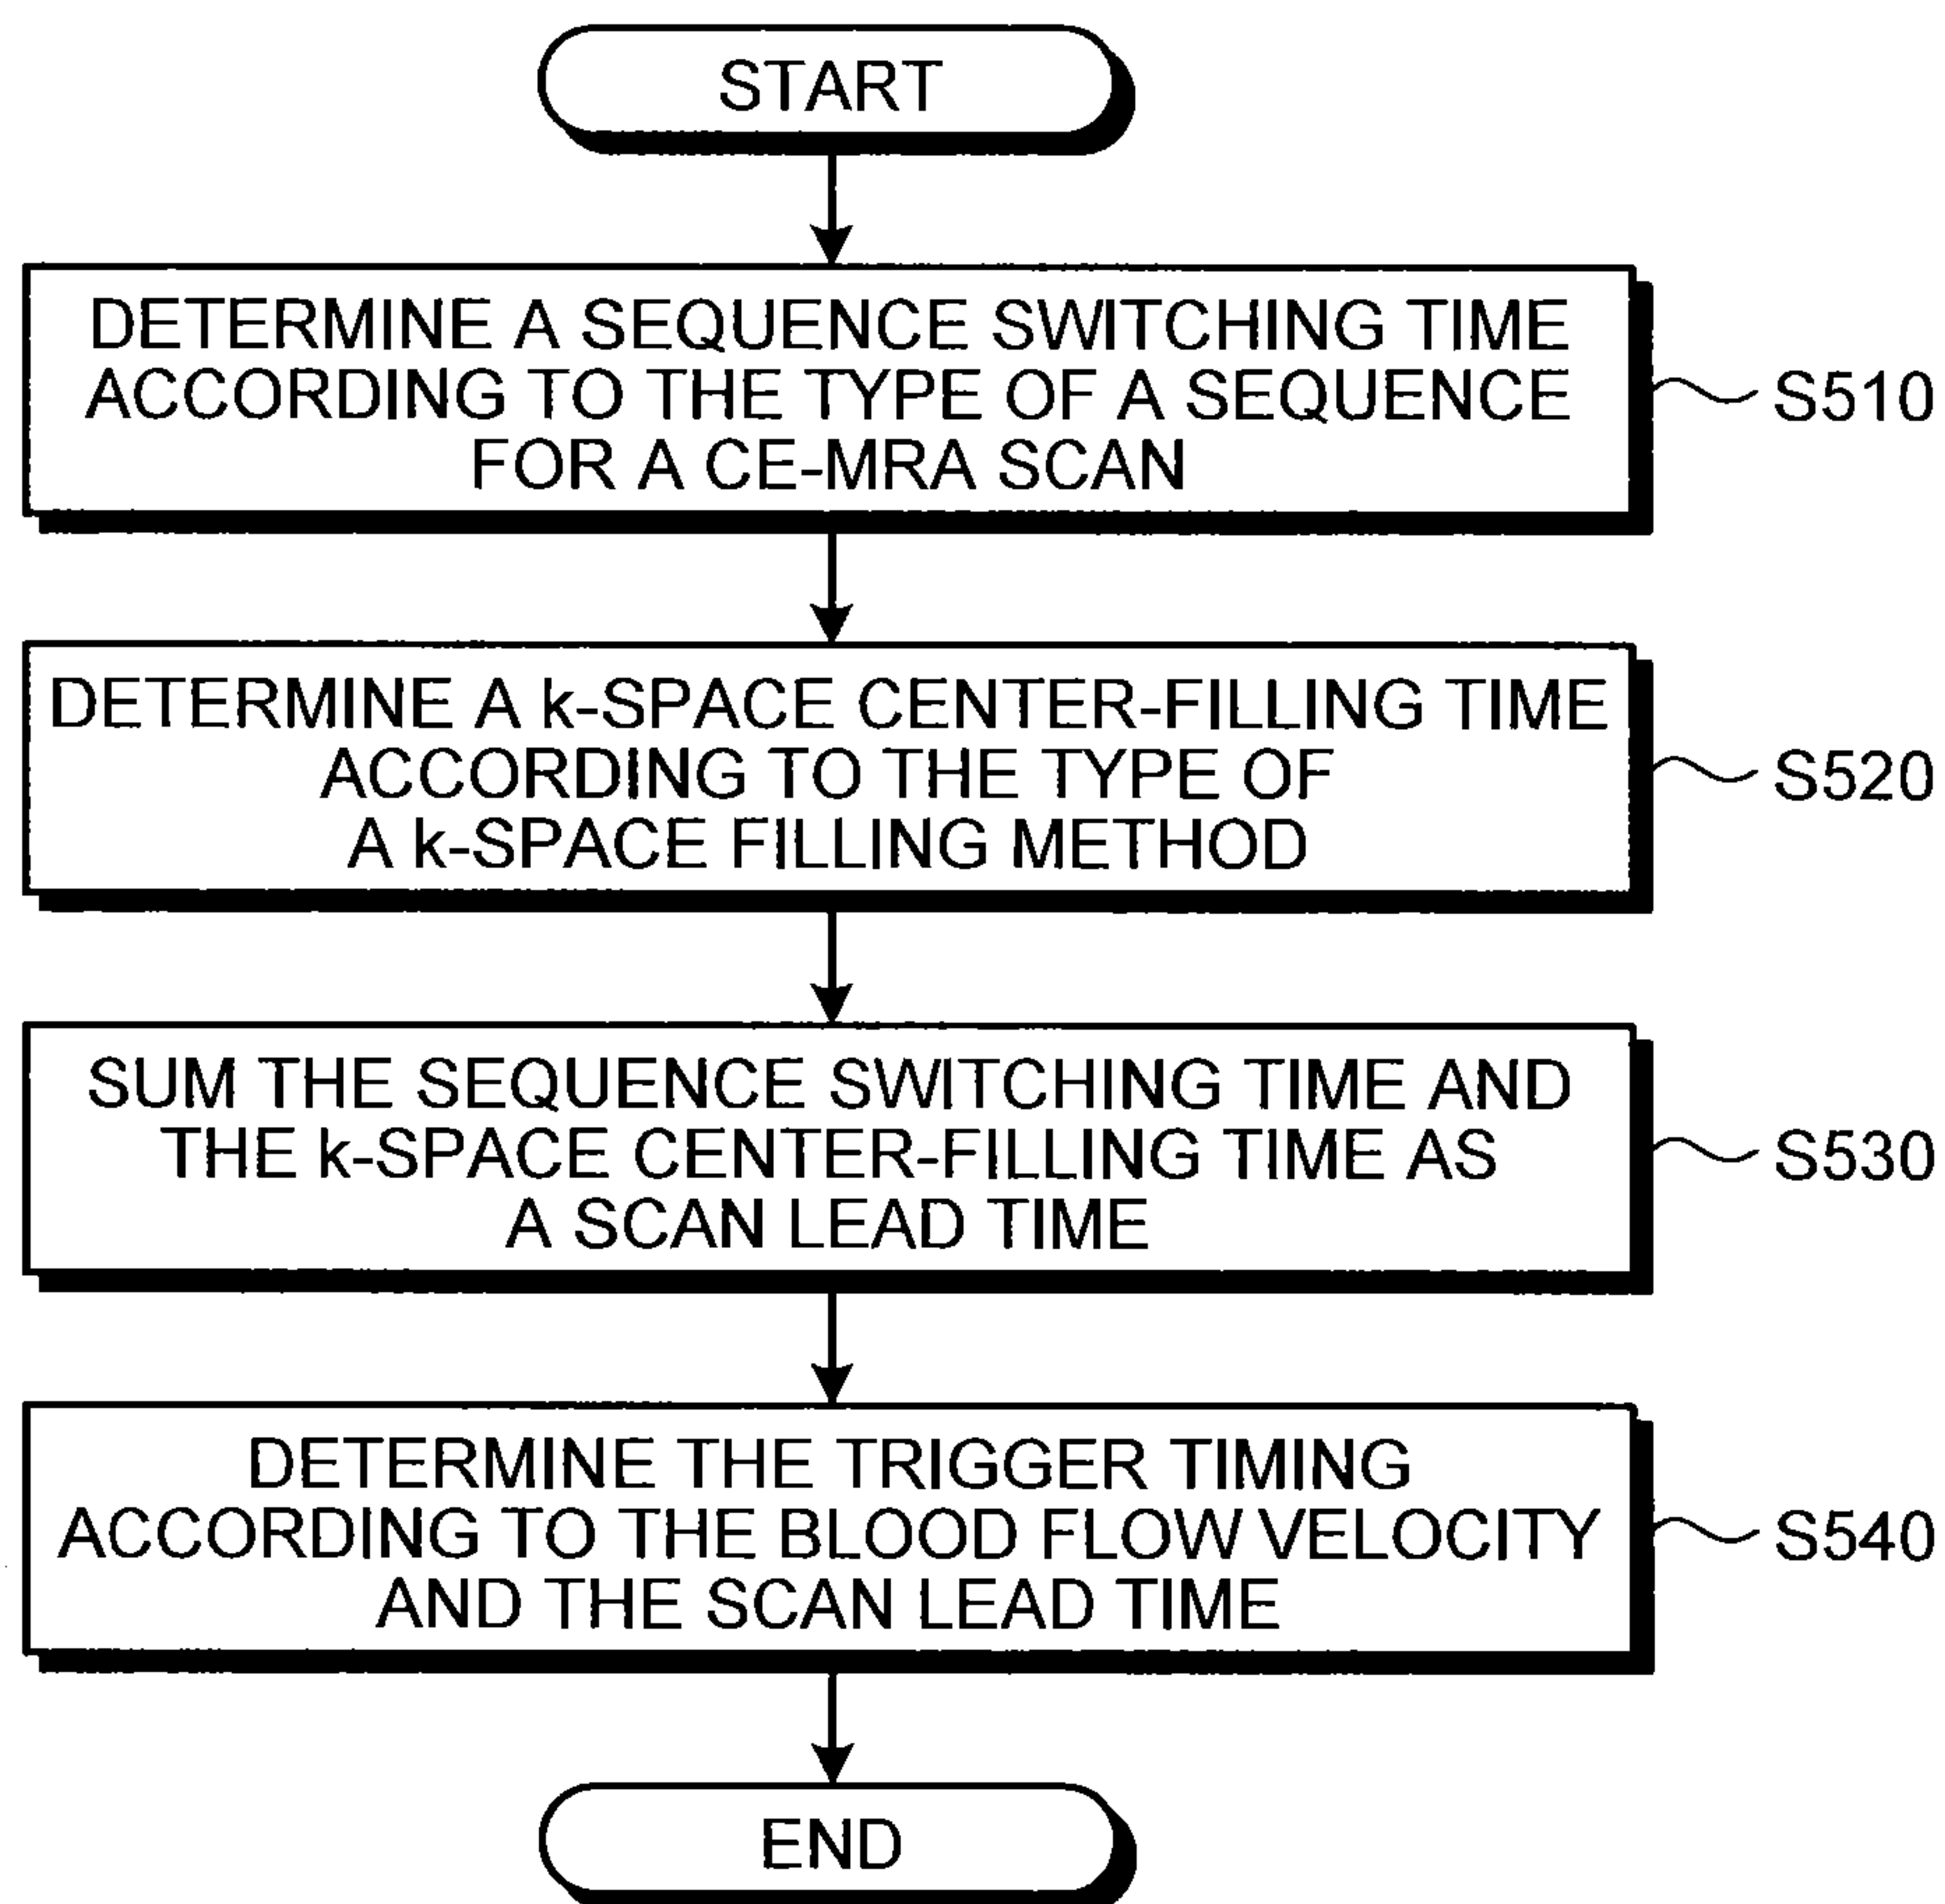 START
DETERMINE A SEQUENCE SWITCHING TIME
ACCORDING TO THE TYPE OF A SEQUENCE
FOR A CE-MRA SCAN
S510
DETERMINE A k-SPACE CENTER-FILLING TIME
ACCORDING TO THE TYPE OF
A k-SPACE FILLING METHOD
S520
SUM THE SEQUENCE SWITCHING TIME AND
THE k-SPACE CENTER-FILLING TIME AS
A SCAN LEAD TIME
S530
DETERMINE THE TRIGGER TIMING
ACCORDING TO THE BLOOD FLOW VELOCITY
AND THE SCAN LEAD TIME
S540
END